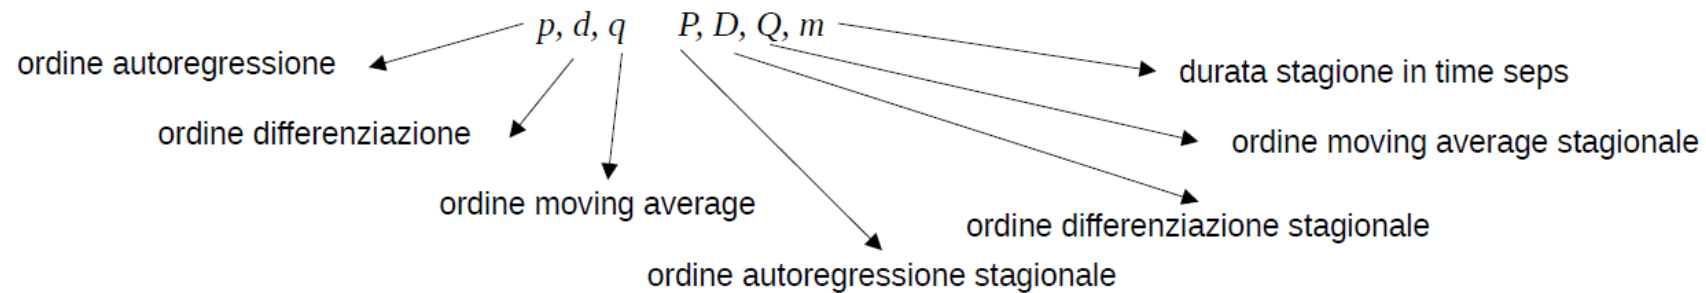 p, d, q P, D, Q, m
ordine autoregressione
durata stagione in time seps
ordine differenziazione
ordine moving average stagionale
ordine moving average
ordine differenziazione stagionale
ordine autoregressione stagionale